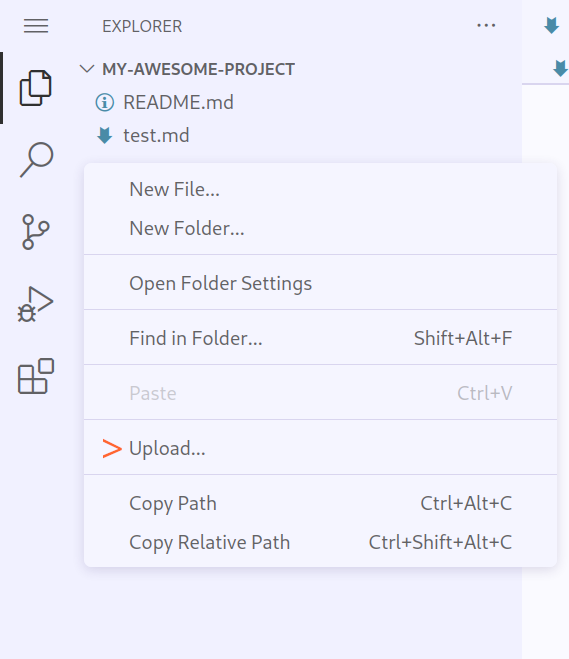 EXPLORER
MY-AWESOME-PROJECT
README.md
test.md
New File...
New Folder...
Open Folder Settings
Find in Folder... Shift+Alt+F
Paste Ctrl+V
Upload...
Copy Path Ctrl+Alt+C
Copy Relative Path Ctrl+Shift+Alt+C